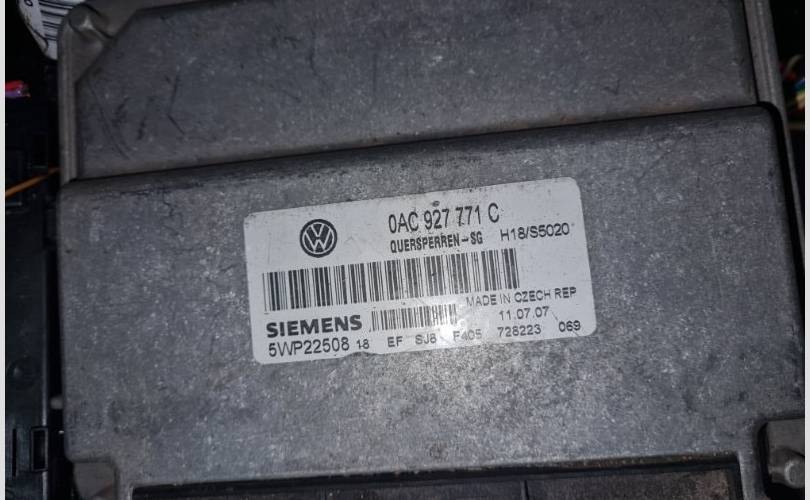 0AC 927 771 C
QUERSPERREN-SG H18/S5020
MADE IN CZECH REP
SIEMENS 11.07.07
5WP22508 18 EF SJ8 F405 728223 069